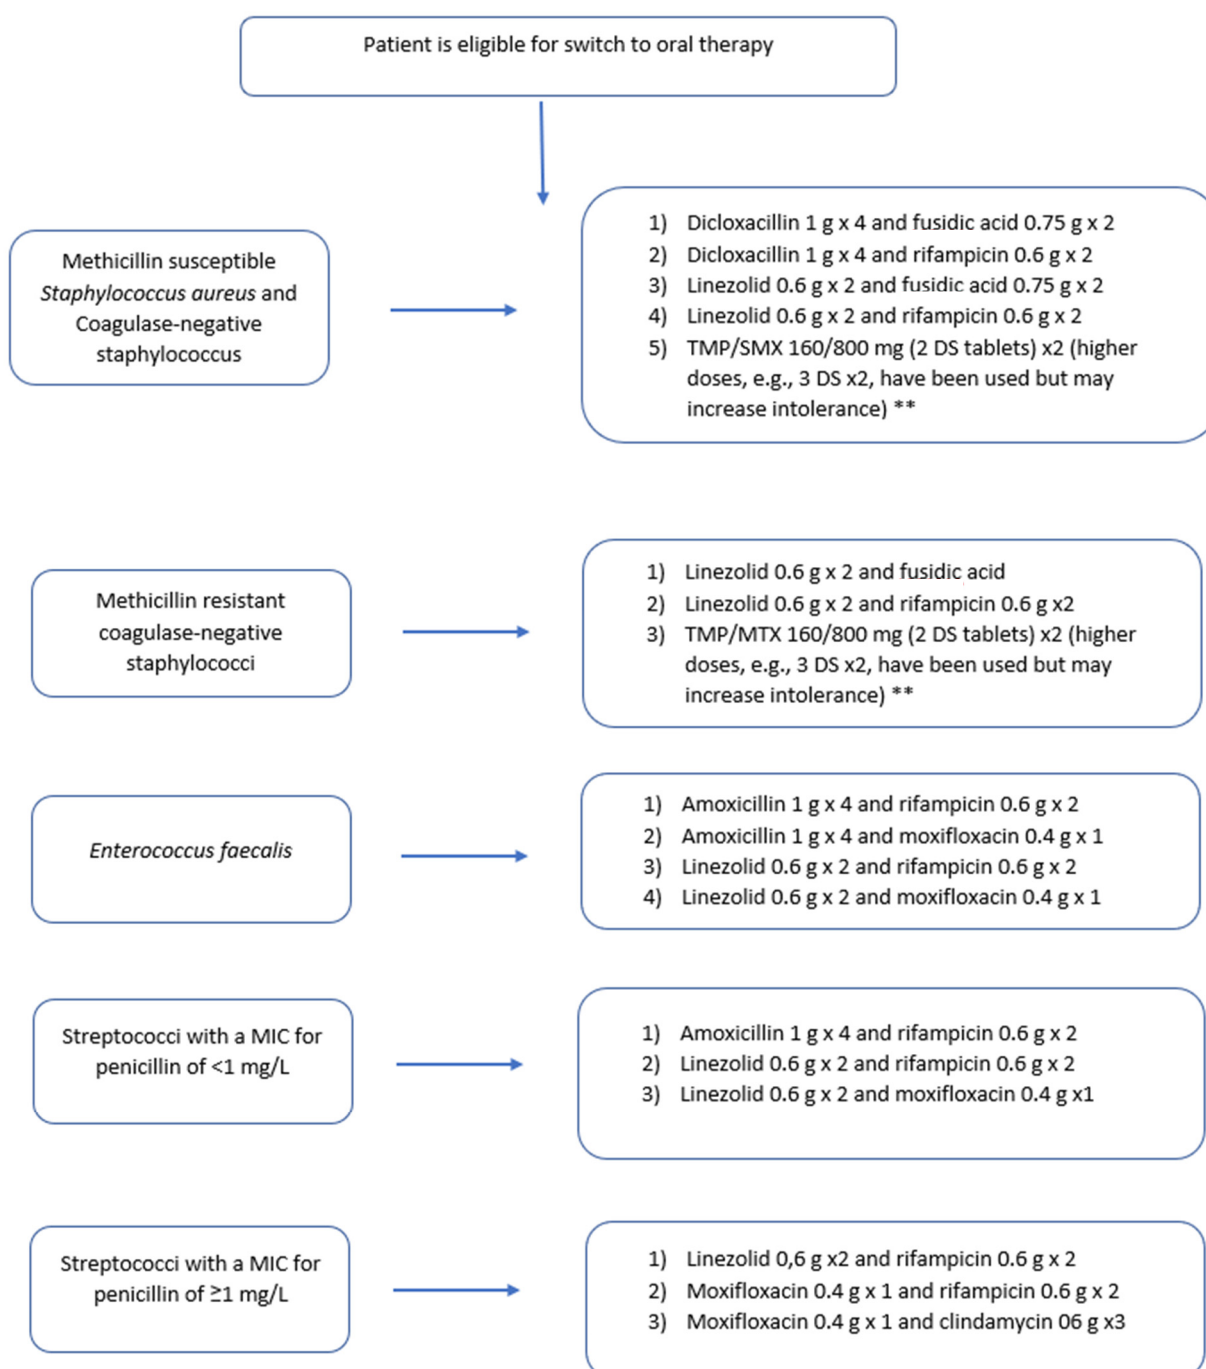 Patient is eligible for switch to oral therapy
Methicillin susceptible
Staphylococcus aureus and
Coagulase-negative
staphylococcus
1) Dicloxacillin 1 g x 4 and fusidic acid 0.75 g x 2
2) Dicloxacillin 1 g x 4 and rifampicin 0.6 g x 2
3) Linezolid 0.6 g x 2 and fusidic acid 0.75 g x 2
4) Linezolid 0.6 g x 2 and rifampicin 0.6 g x 2
5) TMP/SMX 160/800 mg (2 DS tablets) x2 (higher
doses, e.g., 3 DS x2, have been used but may
increase intolerance) **
Methicillin resistant
coagulase-negative
staphylococci
1) Linezolid 0.6 g x 2 and fusidic acid
2) Linezolid 0.6 g x 2 and rifampicin 0.6 g x2
3) TMP/MTX 160/800 mg (2 DS tablets) x2 (higher
doses, e.g., 3 DS x2, have been used but may
increase intolerance) **
Enterococcus faecalis
1) Amoxicillin 1 g x 4 and rifampicin 0.6 g x 2
2) Amoxicillin 1 g x 4 and moxifloxacin 0.4 g x 1
3) Linezolid 0.6 g x 2 and rifampicin 0.6 g x 2
4) Linezolid 0.6 g x 2 and moxifloxacin 0.4 g x 1
Streptococci with a MIC for
penicillin of <1 mg/L
1) Amoxicillin 1 g x 4 and rifampicin 0.6 g x 2
2) Linezolid 0.6 g x 2 and rifampicin 0.6 g x 2
3) Linezolid 0.6 g x 2 and moxifloxacin 0.4 g x1
Streptococci with a MIC for
penicillin of ≥1 mg/L
1) Linezolid 0,6 g x2 and rifampicin 0.6 g x 2
2) Moxifloxacin 0.4 g x 1 and rifampicin 0.6 g x 2
3) Moxifloxacin 0.4 g x 1 and clindamycin 06 g x3